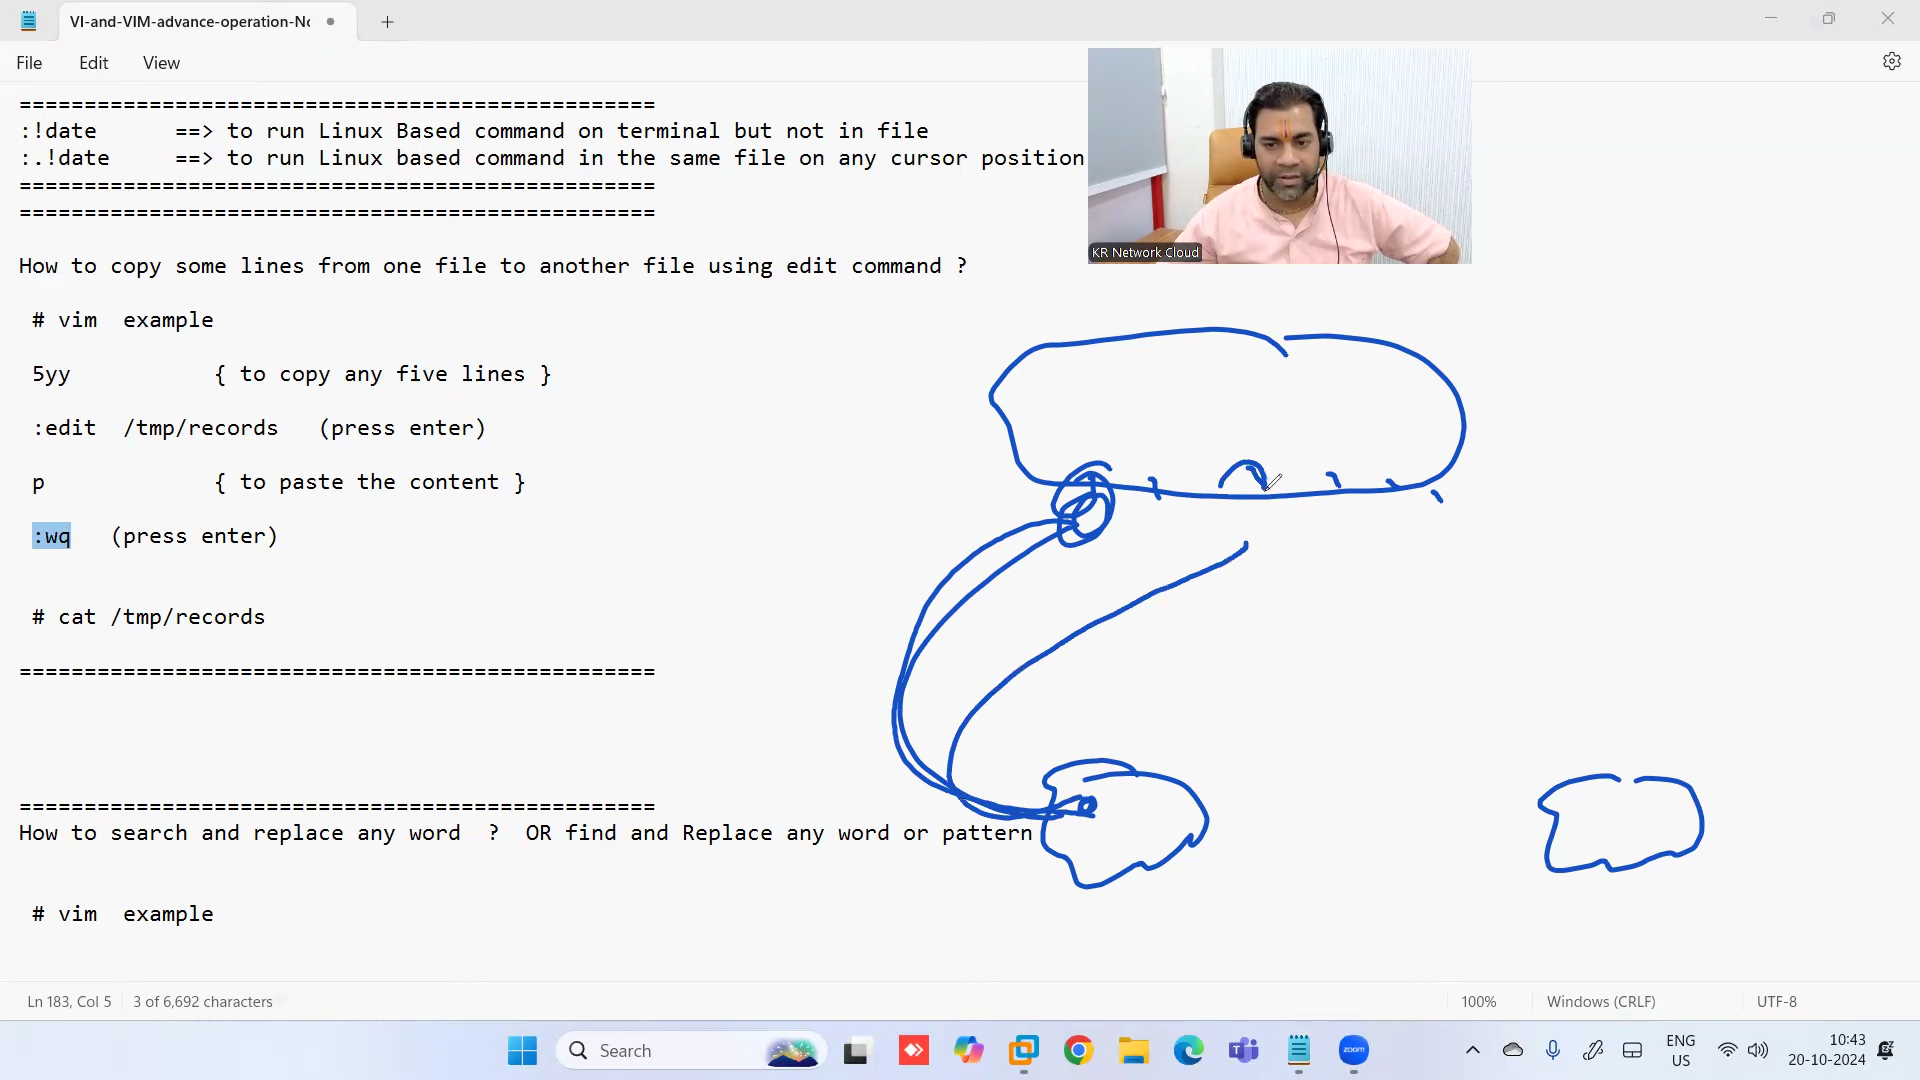 VI-and-VIM-advance-operation-No
File Edit View
=================================================
:!date ==> to run Linux Based command on terminal but not in file
:.!date ==> to run Linux based command in the same file on any cursor position
=================================================
=================================================
KR Network Cloud
How to copy some lines from one file to another file using edit command ?
# vim example
5yy { to copy any five lines }
:edit /tmp/records (press enter)
p { to paste the content }
:wq (press enter)
# cat /tmp/records
=================================================
=================================================
How to search and replace any word ? OR find and Replace any word or pattern
# vim example
Ln 183, Col 5 3 of 6,692 characters 100% Windows (CRLF) UTF-8
Search zoom ENG 10:43
US 20-10-2024